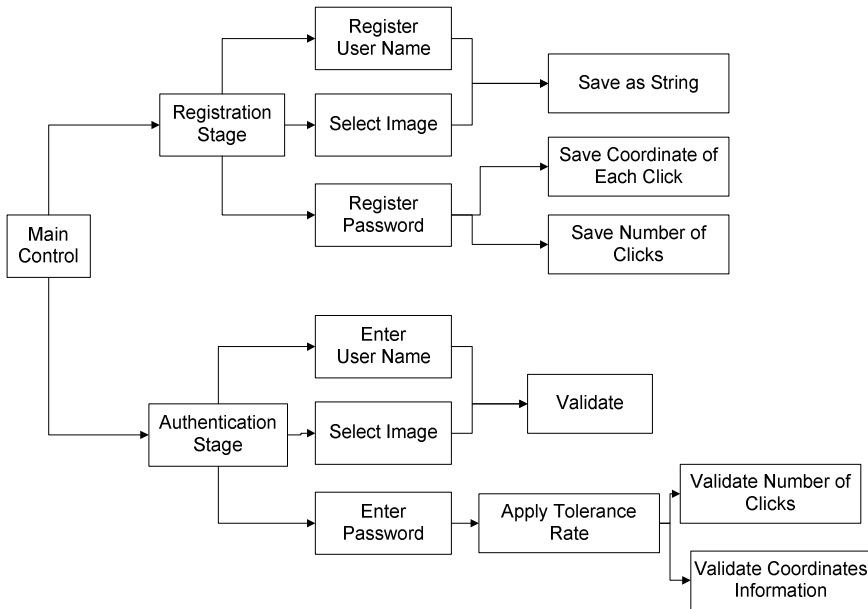 Register
User Name
Save as String
Registration
Stage
Select Image
Save Coordinate of
Each Click
Register
Password
Main
Control
Save Number of
Clicks
Enter
User Name
Validate
Authentication
Stage
Select Image
Validate Number of
Clicks
Enter
Password
Apply Tolerance
Rate
Validate Coordinates
Information